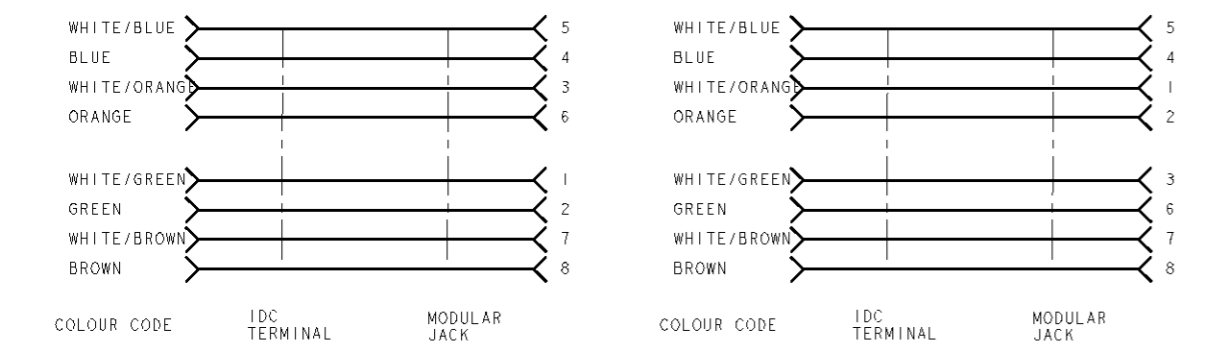 WHITE/BLUE 5
BLUE 4
WHITE/ORANGE 3
ORANGE 6
WHITE/GREEN 1
GREEN 2
WHITE/BROWN 7
BROWN 8
COLOUR CODE
IDC
TERMINAL
MODULAR
JACK
WHITE/BLUE 5
BLUE 4
WHITE/ORANGE 1
ORANGE 2
WHITE/GREEN 3
GREEN 6
WHITE/BROWN 7
BROWN 8
COLOUR CODE
IDC
TERMINAL
MODULAR
JACK